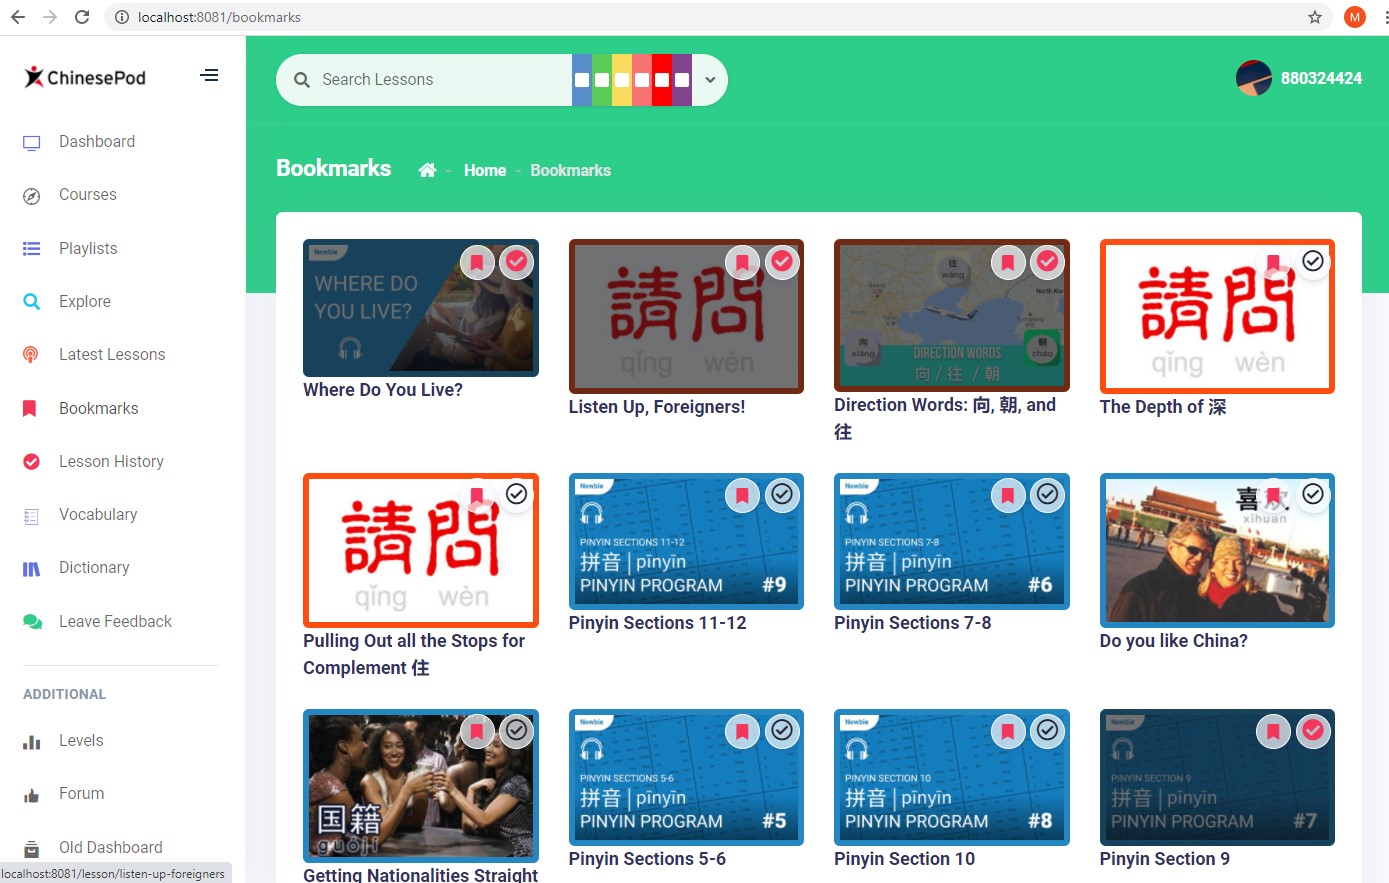 localhost:8081/bookmarks
M
ChinesePod
Search Lessons
880324424
Dashboard
Courses
Playlists
Explore
Latest Lessons
Bookmarks
Lesson History
Vocabulary
Dictionary
Leave Feedback
ADDITIONAL
Levels
Forum
Old Dashboard
localhost:8081/lesson/listen-up-foreigners
Bookmarks
- Home - Bookmarks
Newbie
WHERE DO
YOU LIVE?
Where Do You Live?
請問
qǐng wèn
Listen Up, Foreigners!
往
wǎng
North Kor
向
xiàng
朝
cháo
DIRECTION WORDS
向 / 往 / 朝
Direction Words: 向, 朝, and
往
請問
qǐng wèn
The Depth of 深
請問
qǐng wèn
Pulling Out all the Stops for
Complement 住
Newbie
PINYIN SECTIONS 11-12
拼音 | pīnyīn
PINYIN PROGRAM #9
Pinyin Sections 11-12
Newbie
PINYIN SECTIONS 7-8
拼音 | pīnyīn
PINYIN PROGRAM #6
Pinyin Sections 7-8
喜欢
xihuan
Do you like China?
国籍
guójí
Getting Nationalities Straight
Newbie
PINYIN SECTIONS 5-6
拼音 | pīnyīn
PINYIN PROGRAM #5
Pinyin Sections 5-6
Newbie
PINYIN SECTION 10
拼音 | pīnyīn
PINYIN PROGRAM #8
Pinyin Section 10
Newbie
PINYIN SECTION 9
拼音 | pīnyīn
PINYIN PROGRAM #7
Pinyin Section 9